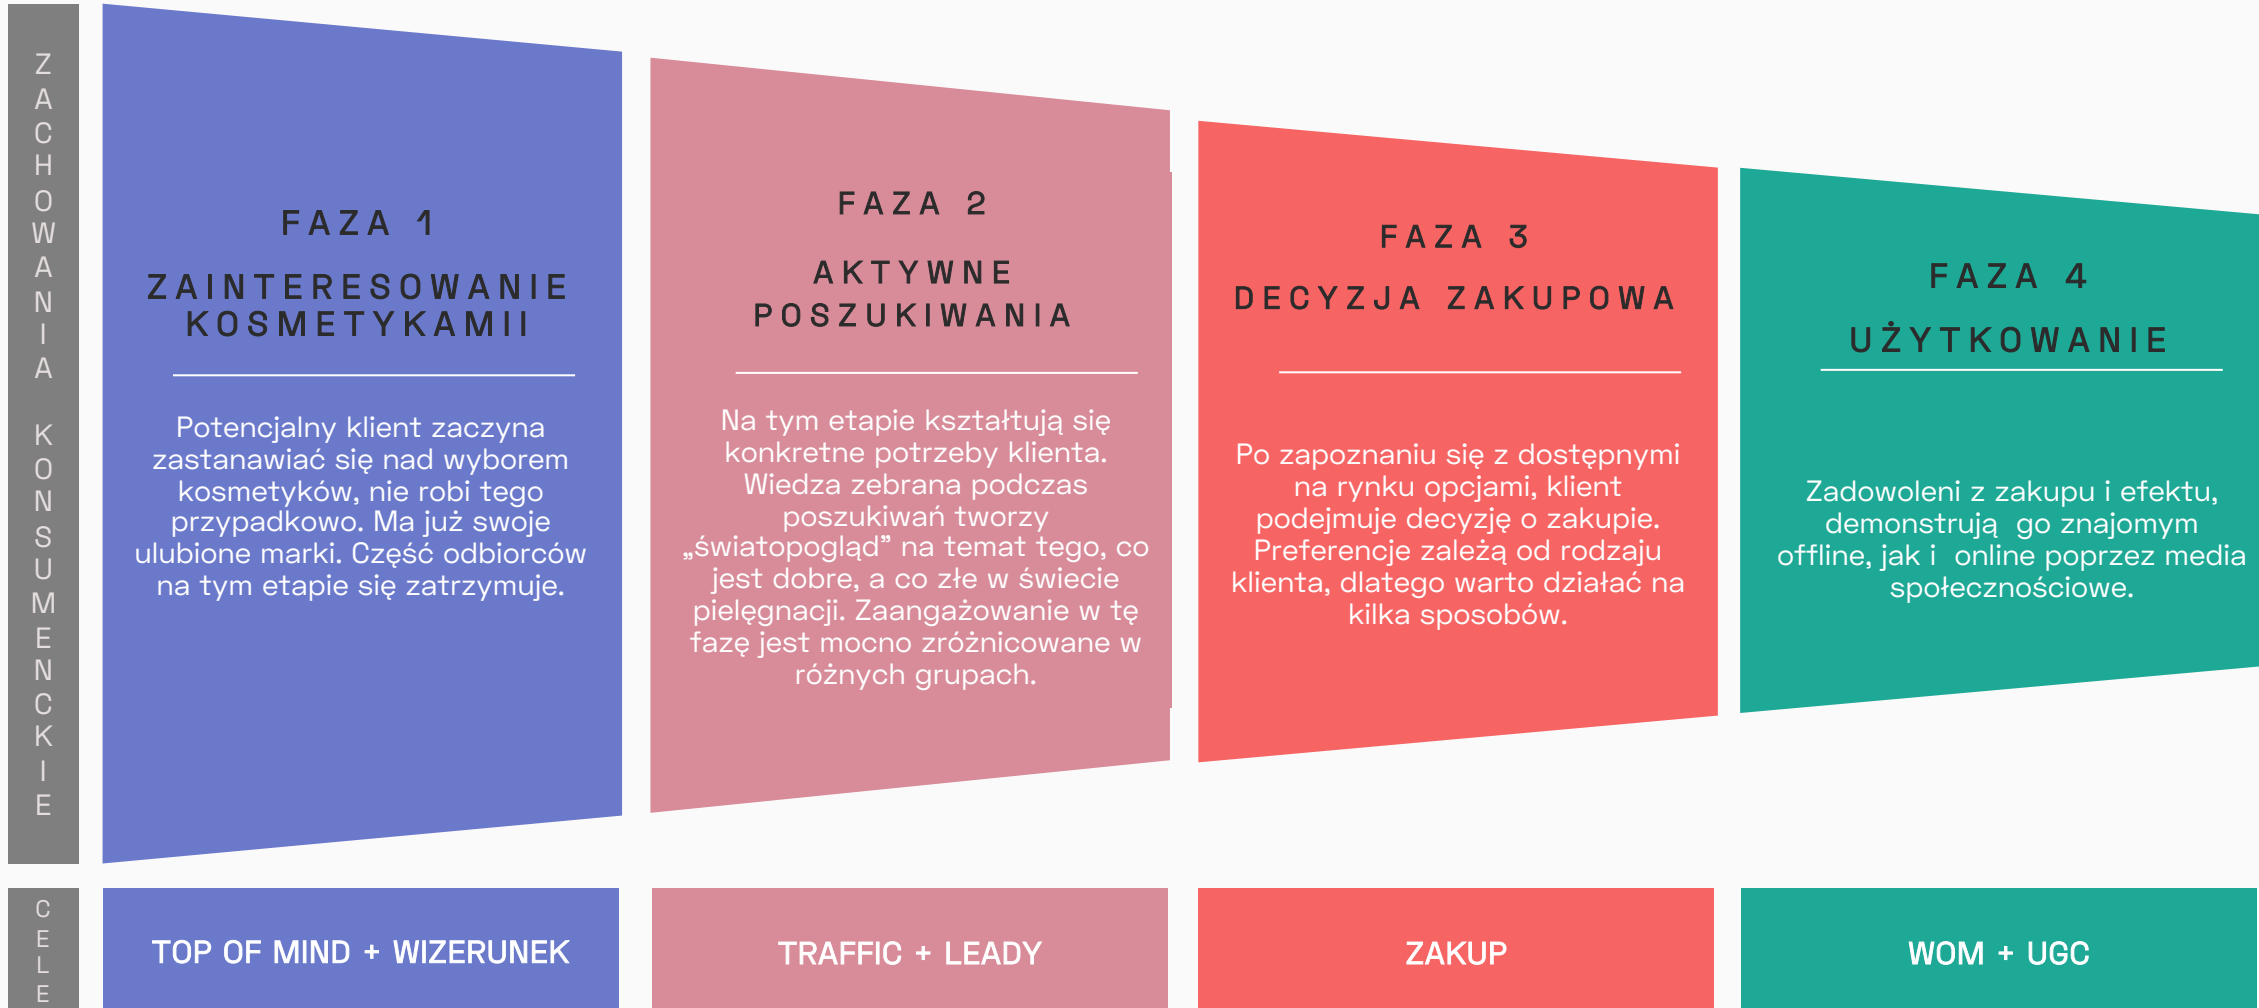 ZACHOWANIA KONSUMENCKIE
FAZA 1
ZAINTERESOWANIE
KOSMETYKAMII
Potencjalny klient zaczyna
zastanawiać się nad wyborem
kosmetyków, nie robi tego
przypadkowo. Ma już swoje
ulubione marki. Część odbiorców
na tym etapie się zatrzymuje.
FAZA 2
AKTYWNE
POSZUKIWANIA
Na tym etapie kształtują się
konkretne potrzeby klienta.
Wiedza zebrana podczas
poszukiwań tworzy
„światopogląd” na temat tego, co
jest dobre, a co złe w świecie
pielęgnacji. Zaangażowanie w tę
fazę jest mocno zróżnicowane w
różnych grupach.
FAZA 3
DECYZJA ZAKUPOWA
Po zapoznaniu się z dostępnymi
na rynku opcjami, klient
podejmuje decyzję o zakupie.
Preferencje zależą od rodzaju
klienta, dlatego warto działać na
kilka sposobów.
FAZA 4
UŻYTKOWANIE
Zadowoleni z zakupu i efektu,
demonstrują  go znajomym
offline, jak i  online poprzez media
społecznościowe.
CELE
TOP OF MIND + WIZERUNEK
TRAFFIC + LEADY
ZAKUP
WOM + UGC